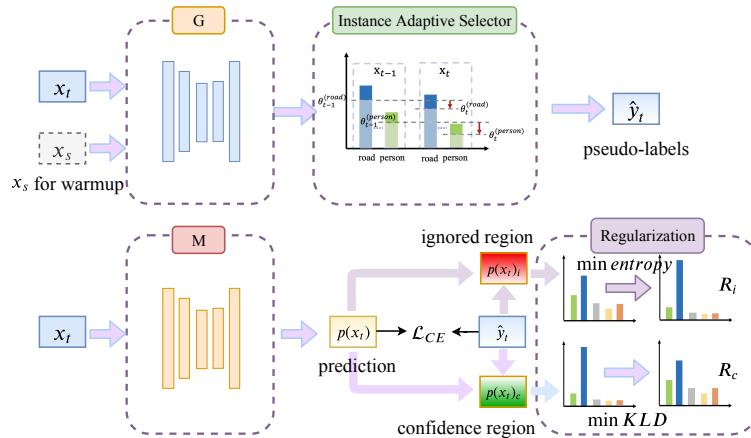 G
Instance Adaptive Selector
x_t
x_s
x_s for warmup
x_{t-1}
x_t
θ_{t-1}^{(road)}
θ_t^{(road)}
θ_{t-1}^{(person)}
θ_t^{(person)}
road person
road person
ŷ_t
pseudo-labels
M
x_t
ignored region
Regularization
p(x_t)_i
min entropy
R_i
p(x_t)
ℒ_{CE}
ŷ_t
prediction
p(x_t)_c
R_c
confidence region
min KLD